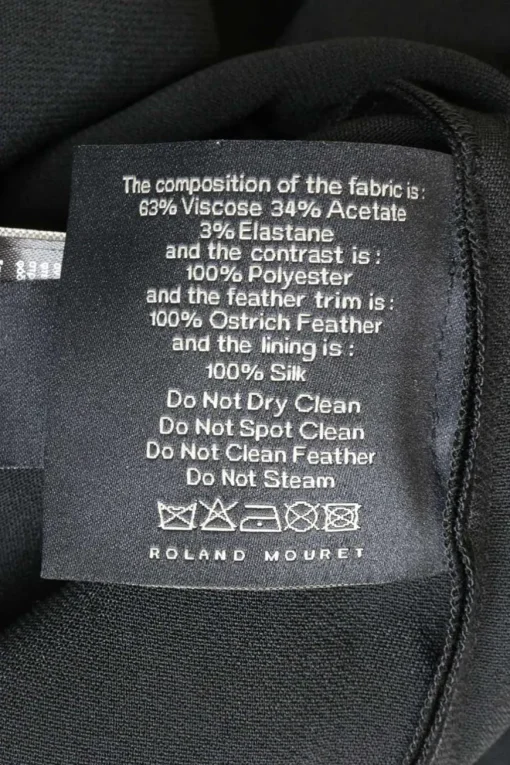 The composition of the fabric is:
63% Viscose 34% Acetate
3% Elastane
and the contrast is:
100% Polyester
and the feather trim is:
100% Ostrich Feather
and the lining is:
100% Silk
Do Not Dry Clean
Do Not Spot Clean
Do Not Clean Feather
Do Not Steam
ROLAND MOURET